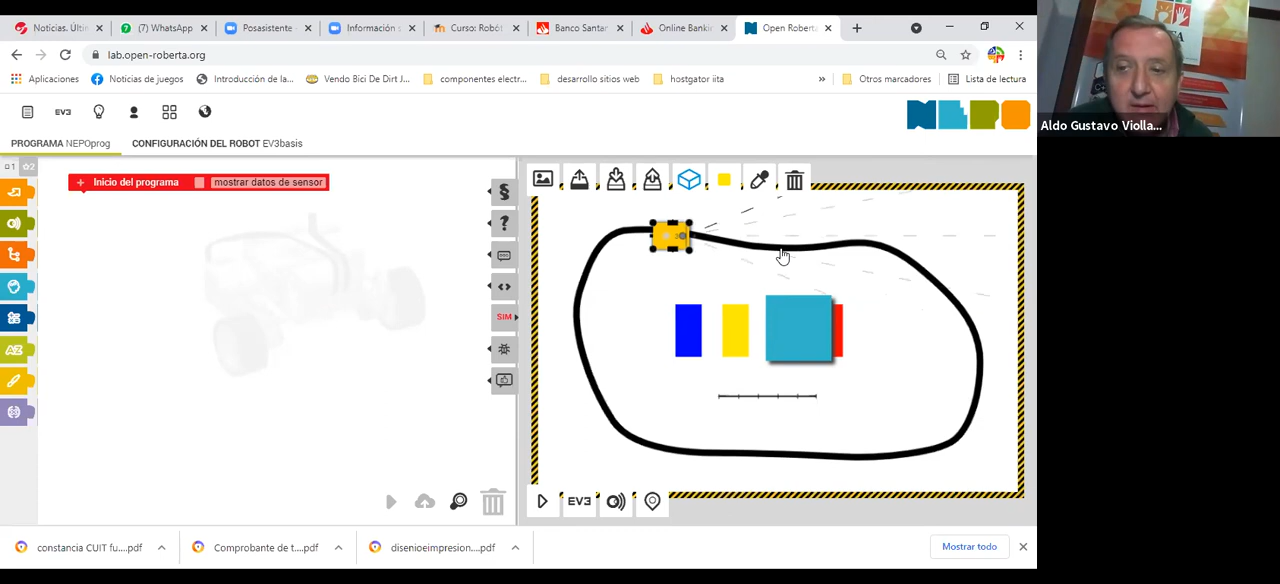 Noticias. Últi
(7) WhatsApp
Posasistente -
Información s
Curso: Robót
Banco Santar
Online Bankin
Open Roberta
lab.open-roberta.org
Aplicaciones
Noticias de juegos
Introducción de la...
Vendo Bici De Dirt J...
componentes electr...
desarrollo sitios web
hostgator iita
»
Otros marcadores
Lista de lectura
Aldo Gustavo Violla...
EV3
PROGRAMA NEPOprog
CONFIGURACIÓN DEL ROBOT EV3basis
1
2
+ Inicio del programa
mostrar datos de sensor
§
?
<>
SIM
EV3
constancia CUIT fu....pdf
Comprobante de t....pdf
disenioeimpresion....pdf
Mostrar todo